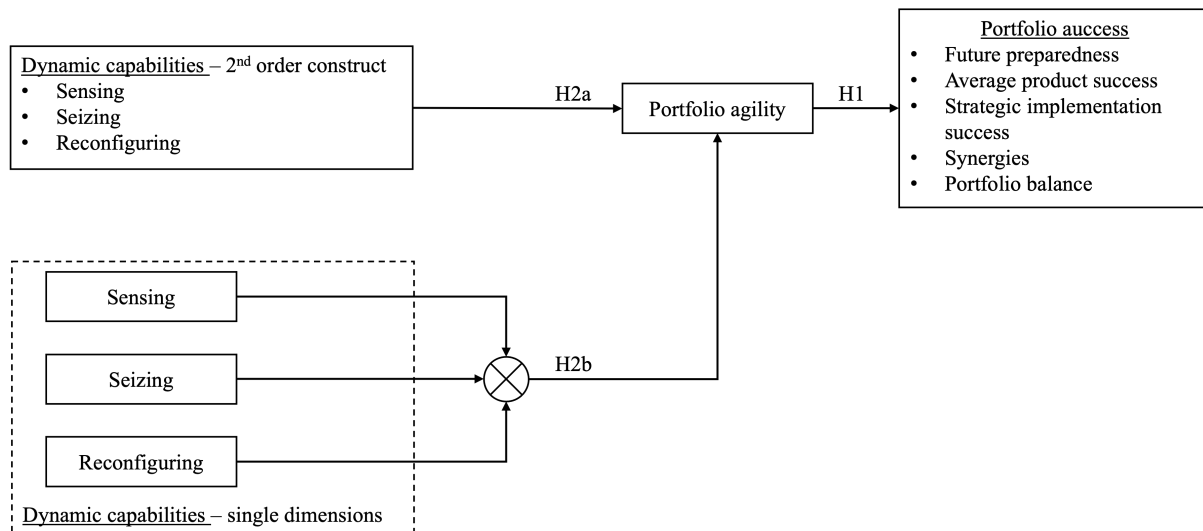 Dynamic capabilities – 2nd order construct
• Sensing
• Seizing
• Reconfiguring
H2a
Portfolio agility
H1
Portfolio auccess
• Future preparedness
• Average product success
• Strategic implementation
success
• Synergies
• Portfolio balance
Sensing
Seizing
Reconfiguring
H2b
Dynamic capabilities – single dimensions